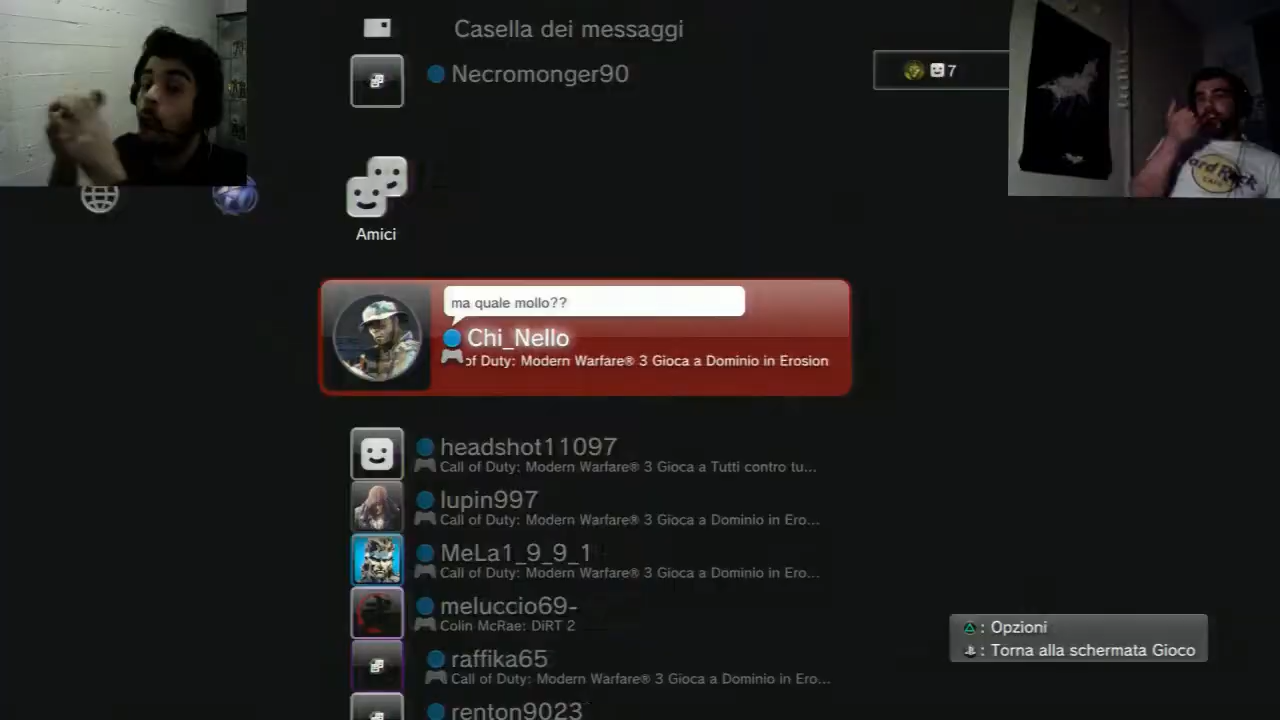 Casella dei messaggi
Necromonger90
7
Amici
ma quale mollo??
Chi_Nello
of Duty: Modern Warfare® 3 Gioca a Dominio in Erosion
headshot11097
Call of Duty: Modern Warfare® 3 Gioca a Tutti contro tu...
lupin997
Call of Duty: Modern Warfare® 3 Gioca a Dominio in Ero...
MeLa1_9_9_1
Call of Duty: Modern Warfare® 3 Gioca a Dominio in Ero...
meluccio69-
Colin McRae: DiRT 2
raffika65
Call of Duty: Modern Warfare® 3 Gioca a Dominio in Ero...
renton9023
: Opzioni
: Torna alla schermata Gioco
ard Rock
CAFE